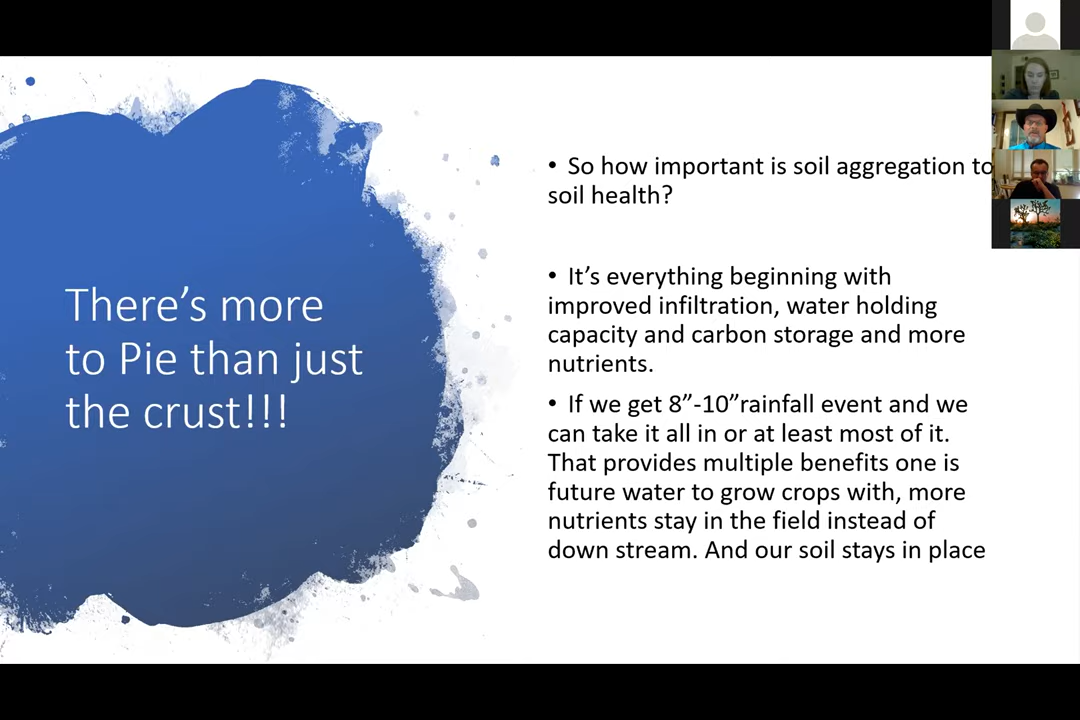 There’s more
to Pie than just
the crust!!!
• So how important is soil aggregation to
soil health?
• It’s everything beginning with
improved infiltration, water holding
capacity and carbon storage and more
nutrients.
• If we get 8”-10”rainfall event and we
can take it all in or at least most of it.
That provides multiple benefits one is
future water to grow crops with, more
nutrients stay in the field instead of
down stream. And our soil stays in place